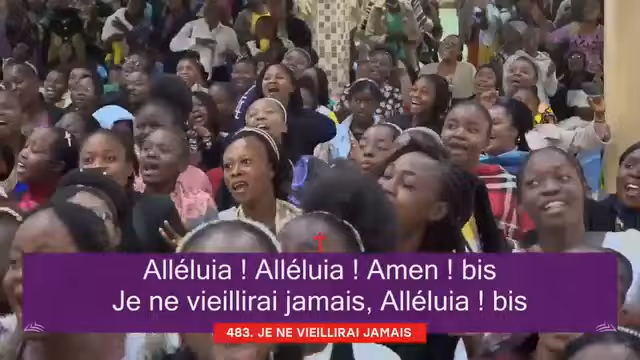 Alléluia ! Alléluia ! Amen ! bis
Je ne vieillirai jamais, Alléluia ! bis
483. JE NE VIEILLIRAI JAMAIS